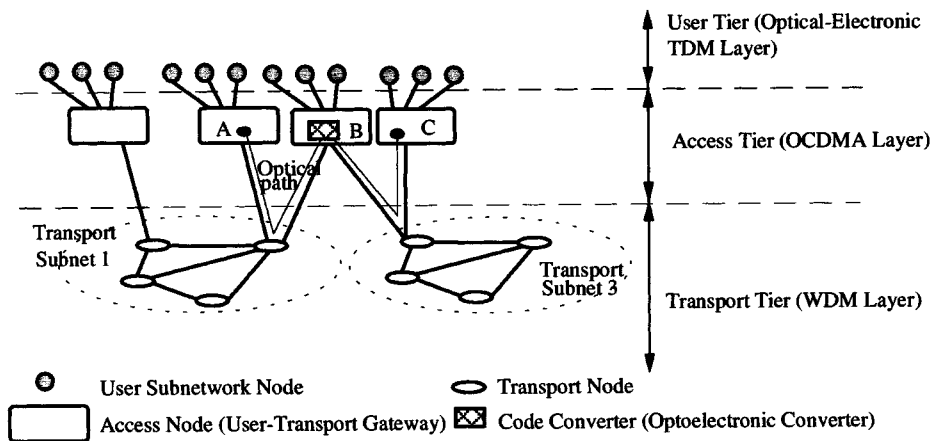 User Tier (Optical-Electronic
TDM Layer)
A
B
C
Access Tier (OCDMA Layer)
Optical
path
Transport
Subnet 1
Transport
Subnet 3
Transport Tier (WDM Layer)
User Subnetwork Node
Transport Node
Access Node (User-Transport Gateway)
Code Converter (Optoelectronic Converter)